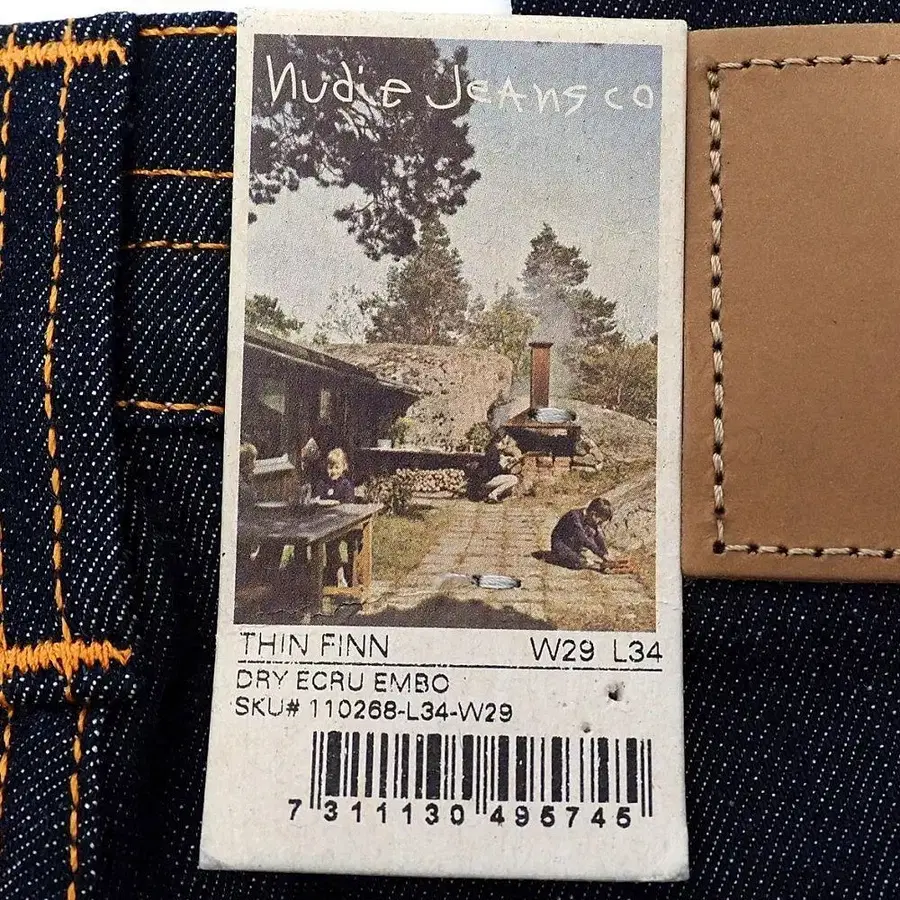 Nudie Jeans co
THIN FINN W29 L34
DRY ECRU EMBO
SKU# 110268-L34-W29
7 311130 495745